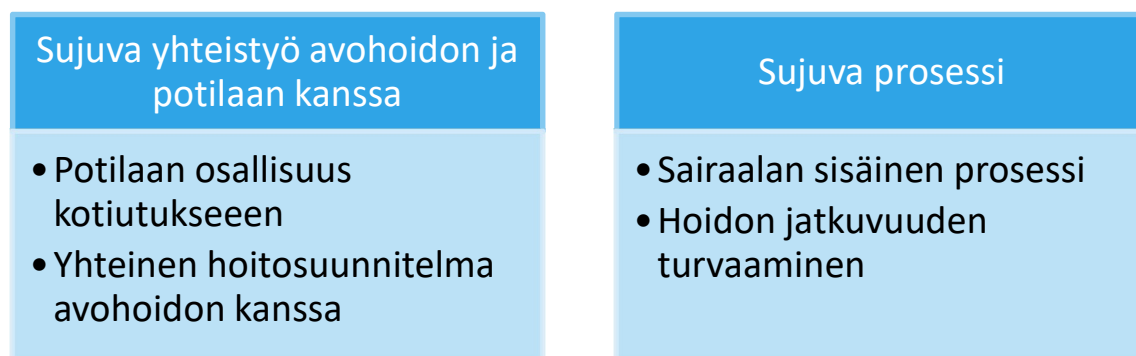 Sujuva yhteistyö avohoidon ja
potilaan kanssa
• Potilaan osallisuus
kotiutukseeen
• Yhteinen hoitosuunnitelma
avohoidon kanssa
Sujuva prosessi
• Sairaalan sisäinen prosessi
• Hoidon jatkuvuuden
turvaaminen